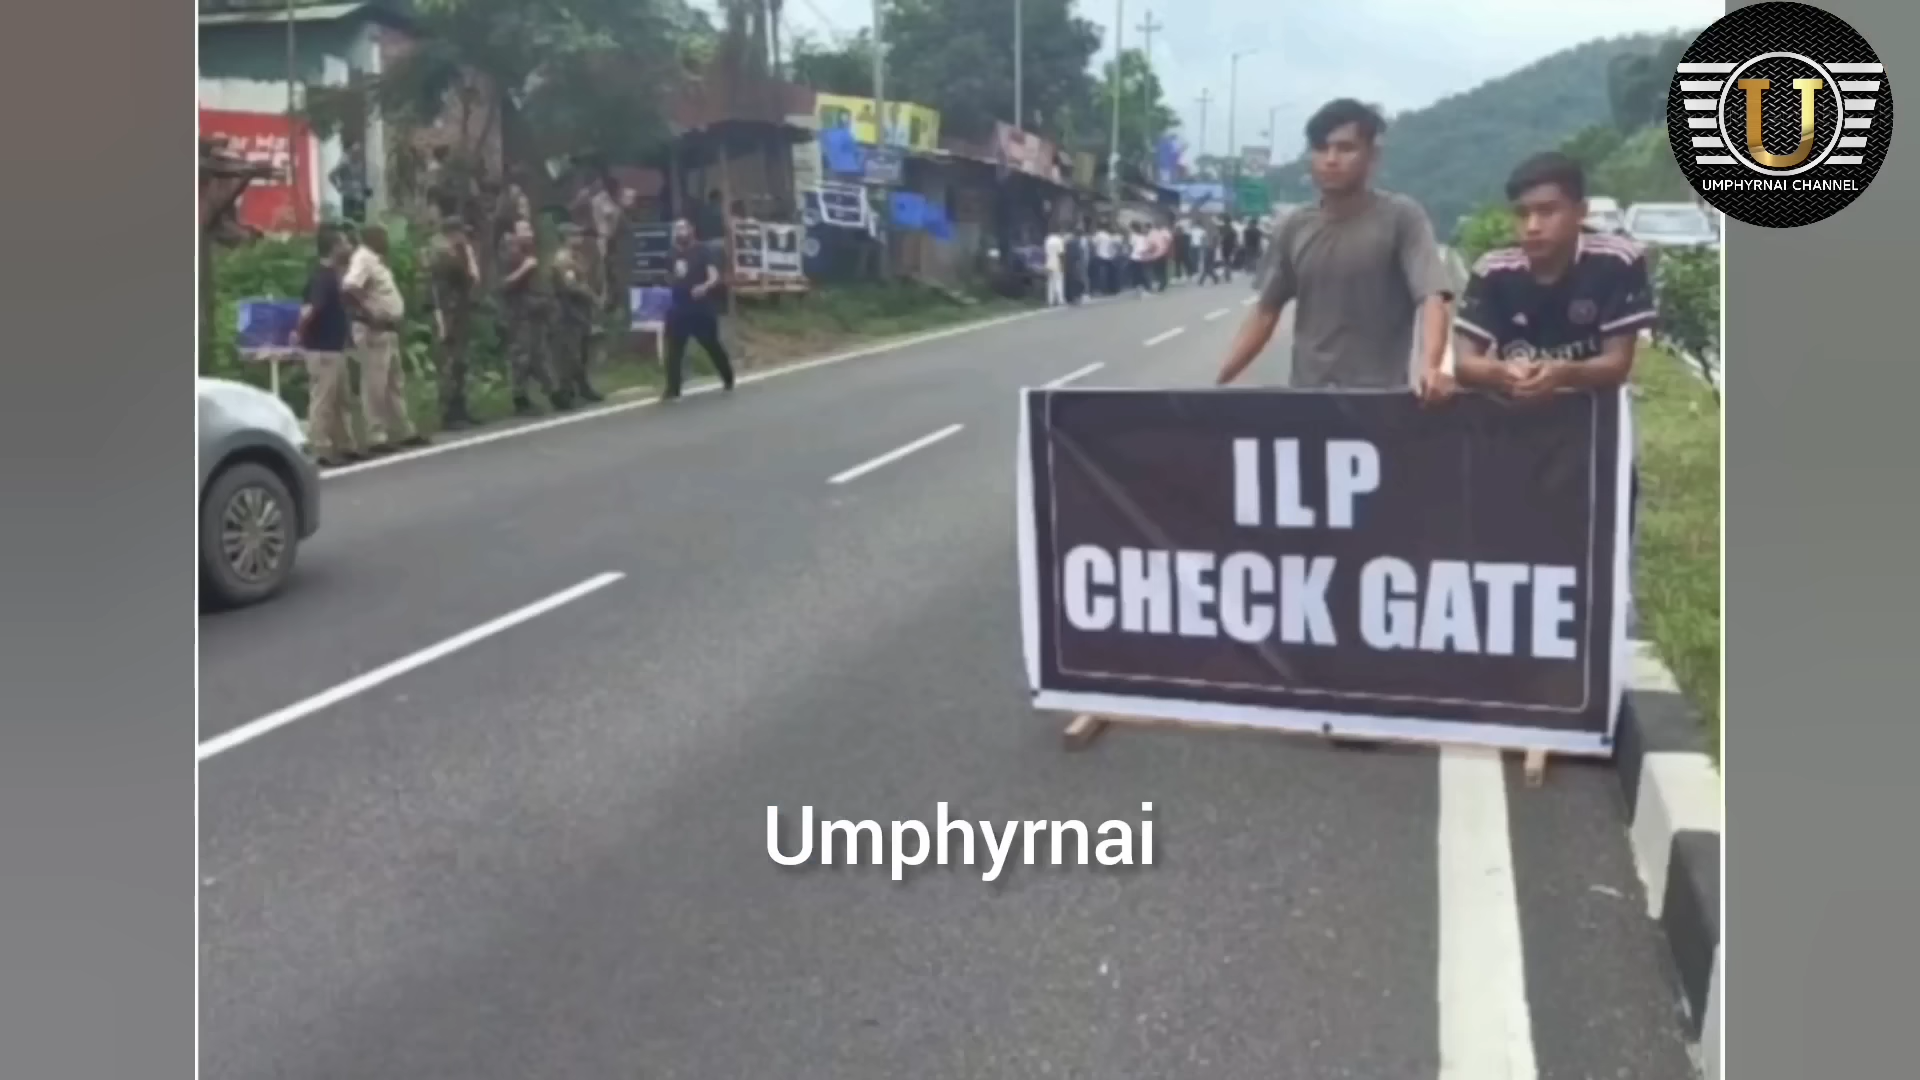 U
UMPHYRNAI CHANNEL
ILP
CHECK GATE
Umphyrnai